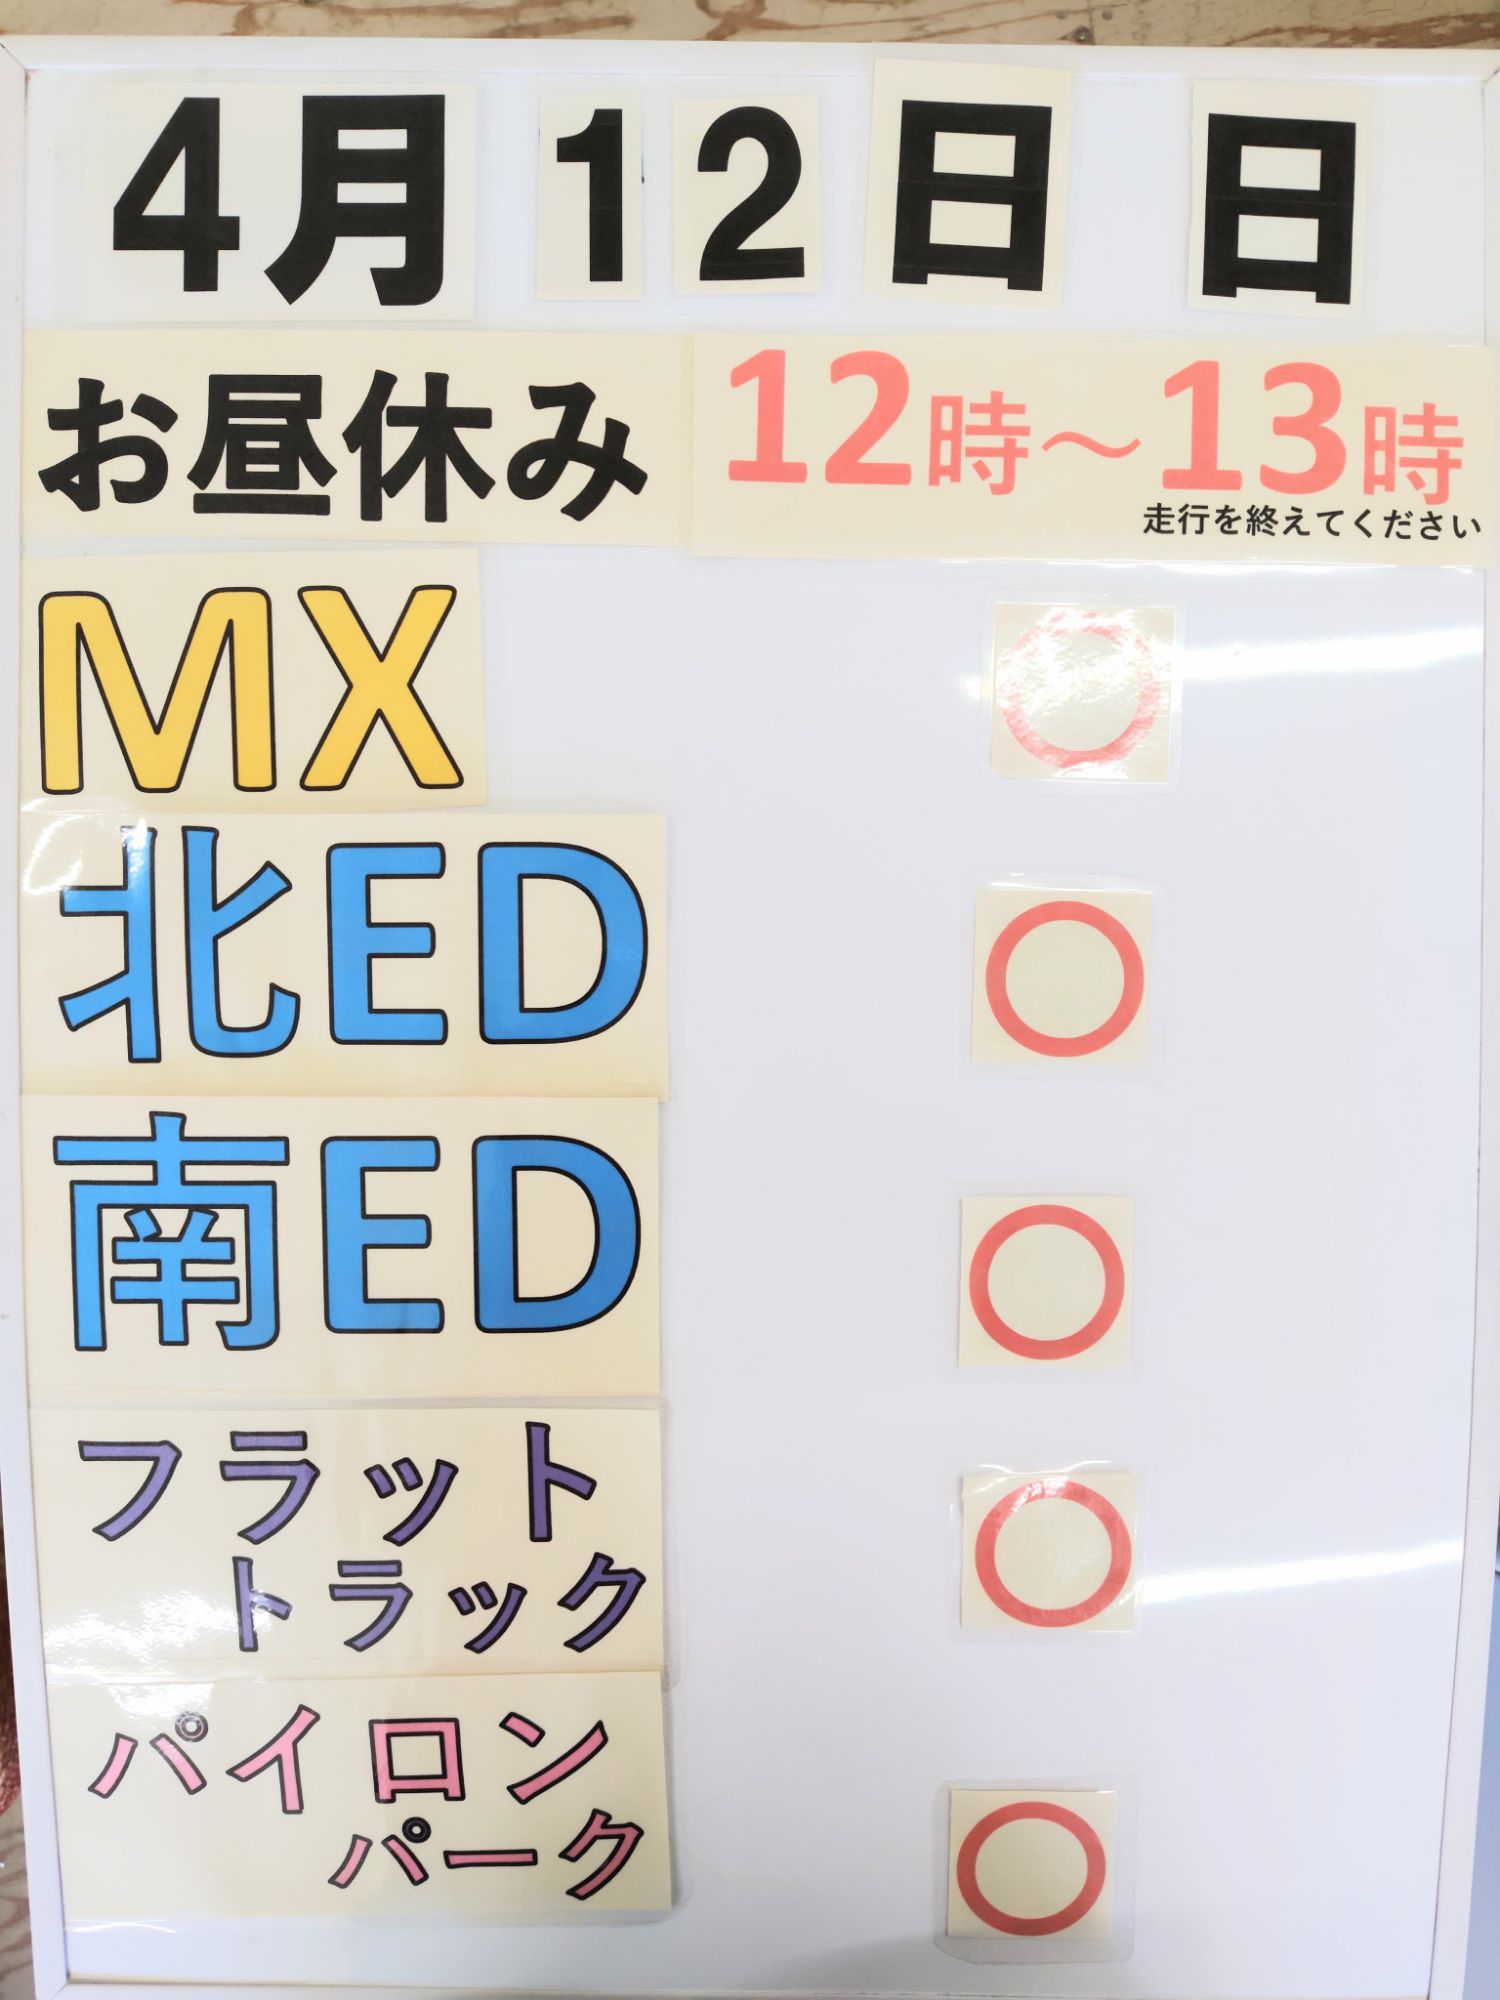 4月 12日 日
お昼休み 12時～13時
走行を終えてください
MX ○
北ED ○
南ED ○
フラット
トラック ○
パイロン
パーク ○